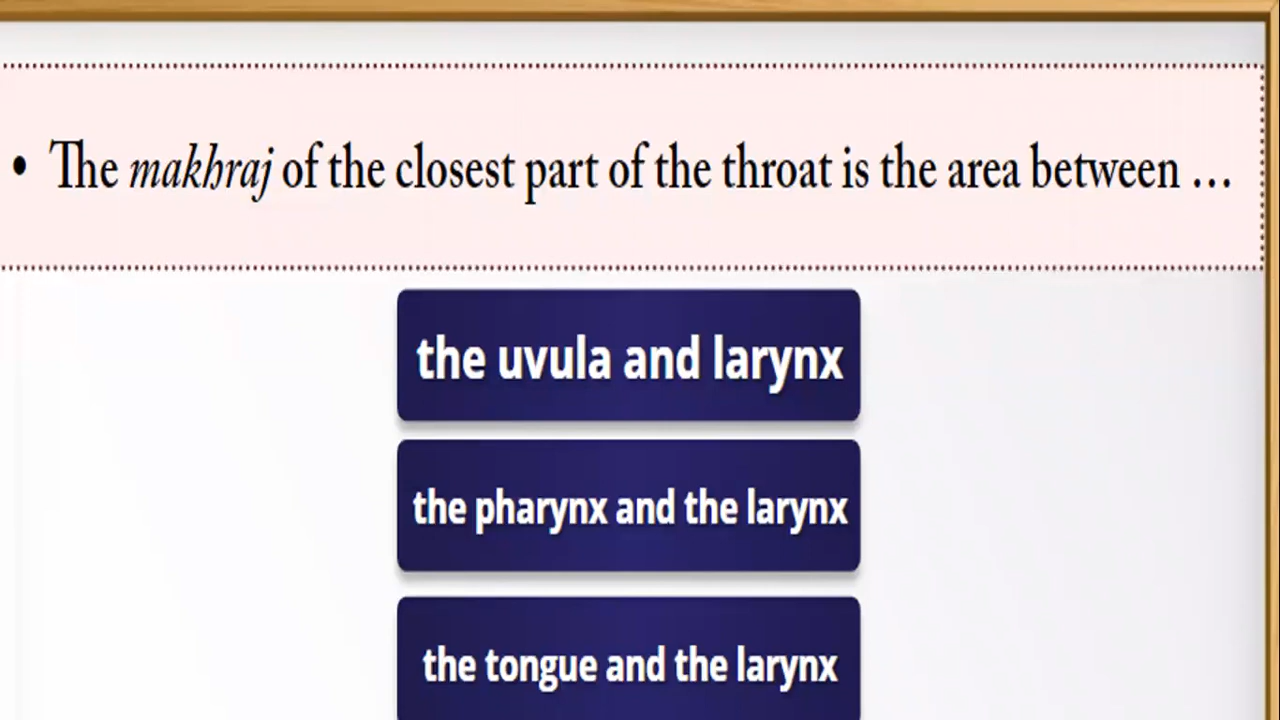 • The makhraj of the closest part of the throat is the area between …
the uvula and larynx
the pharynx and the larynx
the tongue and the larynx